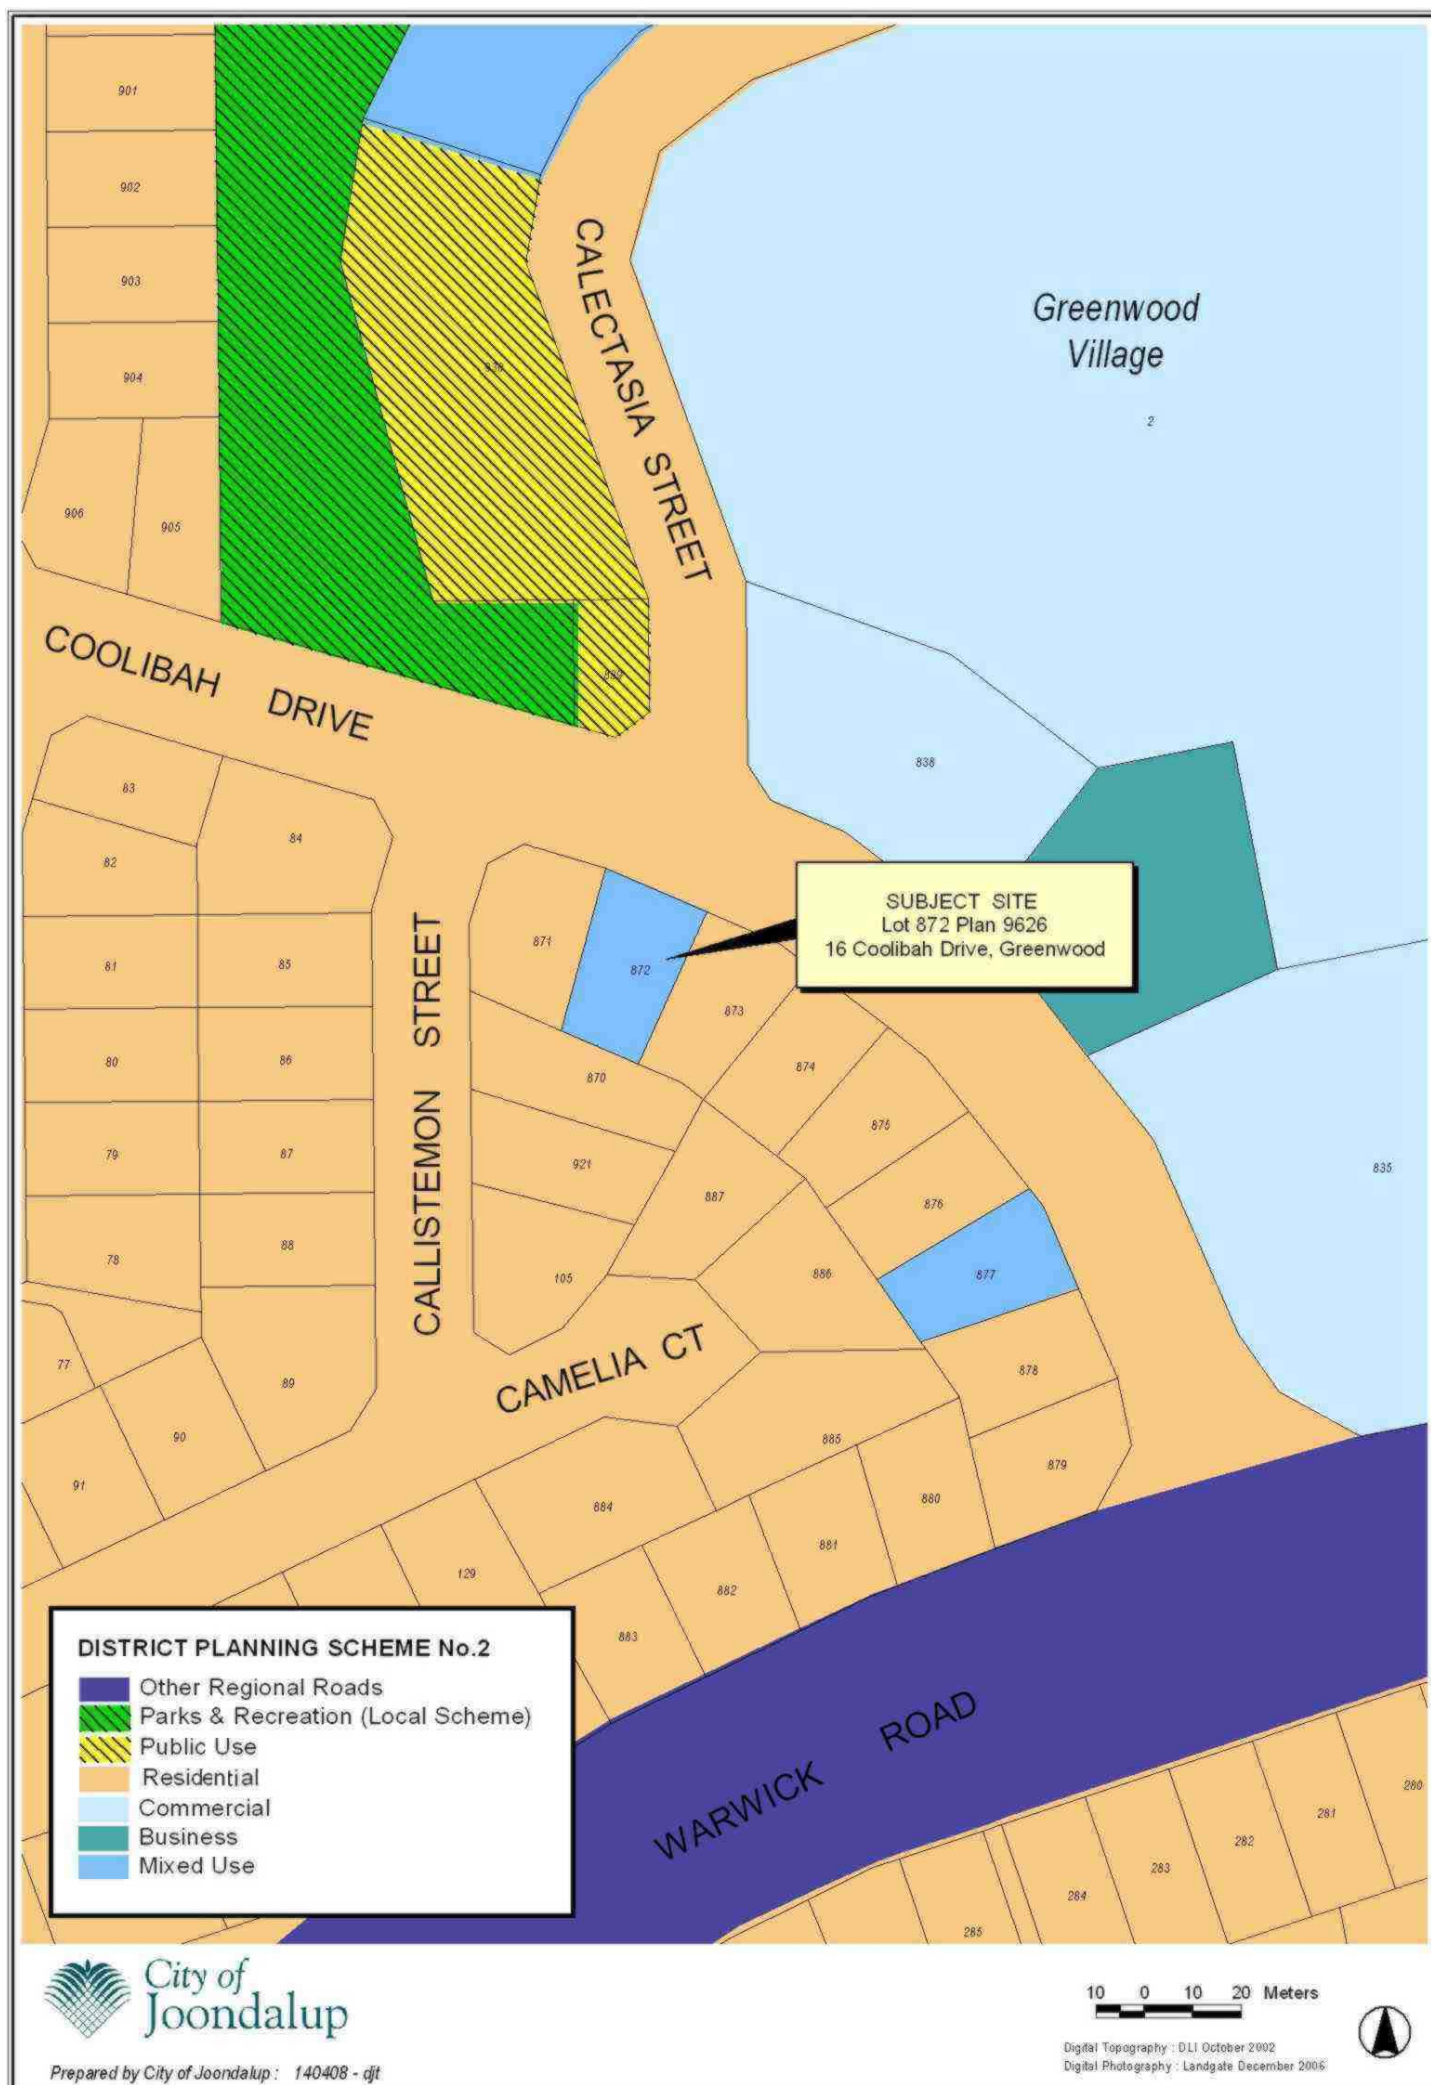 901
902
903
904
906
905
938
CALECTASIA STREET
Greenwood
Village
2
COOLIBAH DRIVE
889
838
83
84
82
81
85
80
86
79
87
78
88
77
89
90
91
CALLISTEMON STREET
871
872
SUBJECT SITE
Lot 872 Plan 9626
16 Coolibah Drive, Greenwood
873
874
870
875
921
887
876
835
105
886
877
CAMELIA CT
878
885
879
884
880
881
129
882
883
DISTRICT PLANNING SCHEME No.2
Other Regional Roads
Parks & Recreation (Local Scheme)
Public Use
Residential
Commercial
Business
Mixed Use
WARWICK ROAD
280
281
282
283
284
285
City of
Joondalup
Prepared by City of Joondalup : 140408 - djt
10 0 10 20 Meters
Digital Topography : DLI October 2002
Digital Photography : Landgate December 2006